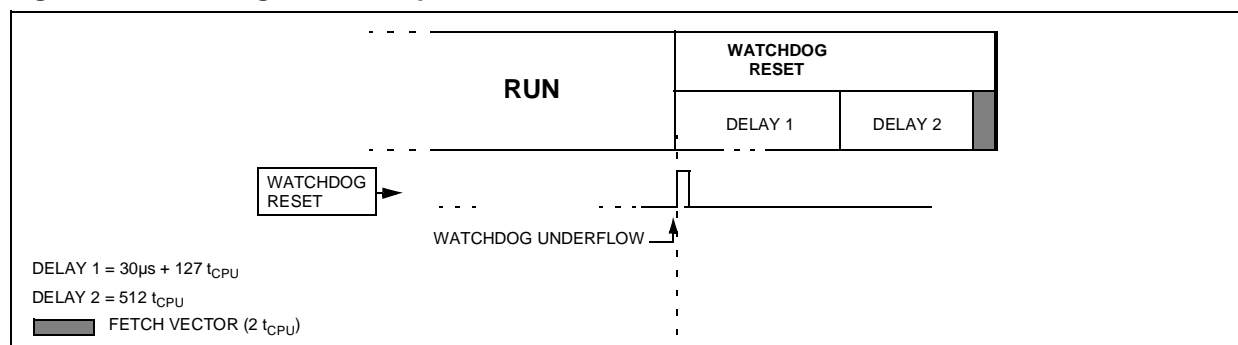 WATCHDOG
RESET
RUN
DELAY 1
DELAY 2
WATCHDOG
RESET
WATCHDOG UNDERFLOW
DELAY 1 = 30µs + 127 tCPU
DELAY 2 = 512 tCPU
FETCH VECTOR (2 tCPU)